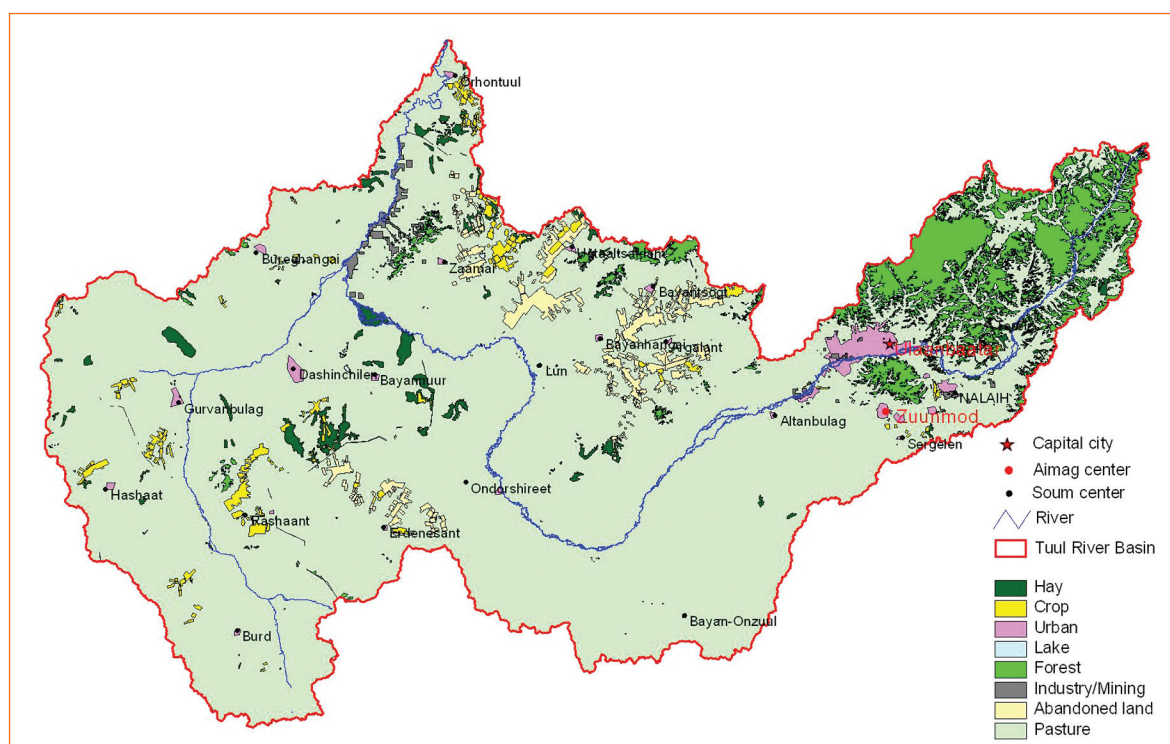 Orhontuul
Bureghangai
Zaamar
Bayantsogt
Bayanhangai
Argalant
Ulaanbaatar
Lun
Dashinchilen
Bayannuur
Gurvanbulag
NALAIH
Altanbulag
Zuunmod
Sergelen
Hashaat
Ondorshireet
Rashaant
Erdenesant
Bayan-Onzuul
Burd
Capital city
Aimag center
Soum center
River
Tuul River Basin
Hay
Crop
Urban
Lake
Forest
Industry/Mining
Abandoned land
Pasture